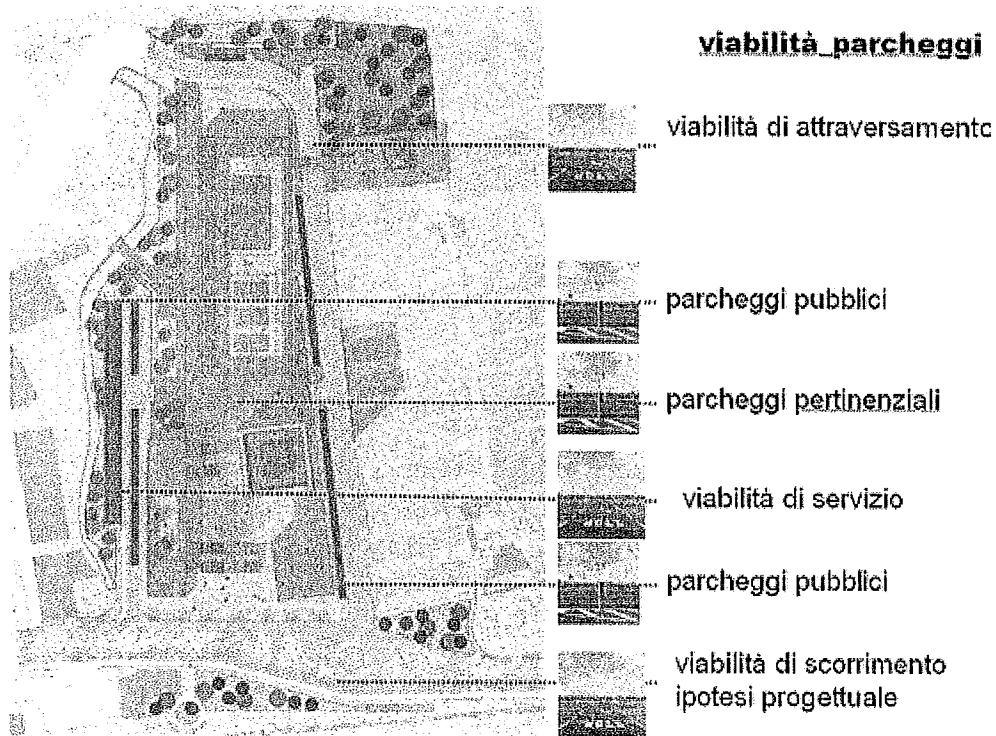 viabilità_parcheggi
viabilità di attraversamento
parcheggi pubblici
parcheggi pertinenziali
viabilità di servizio
parcheggi pubblici
viabilità di scorrimento
ipotesi progettuale